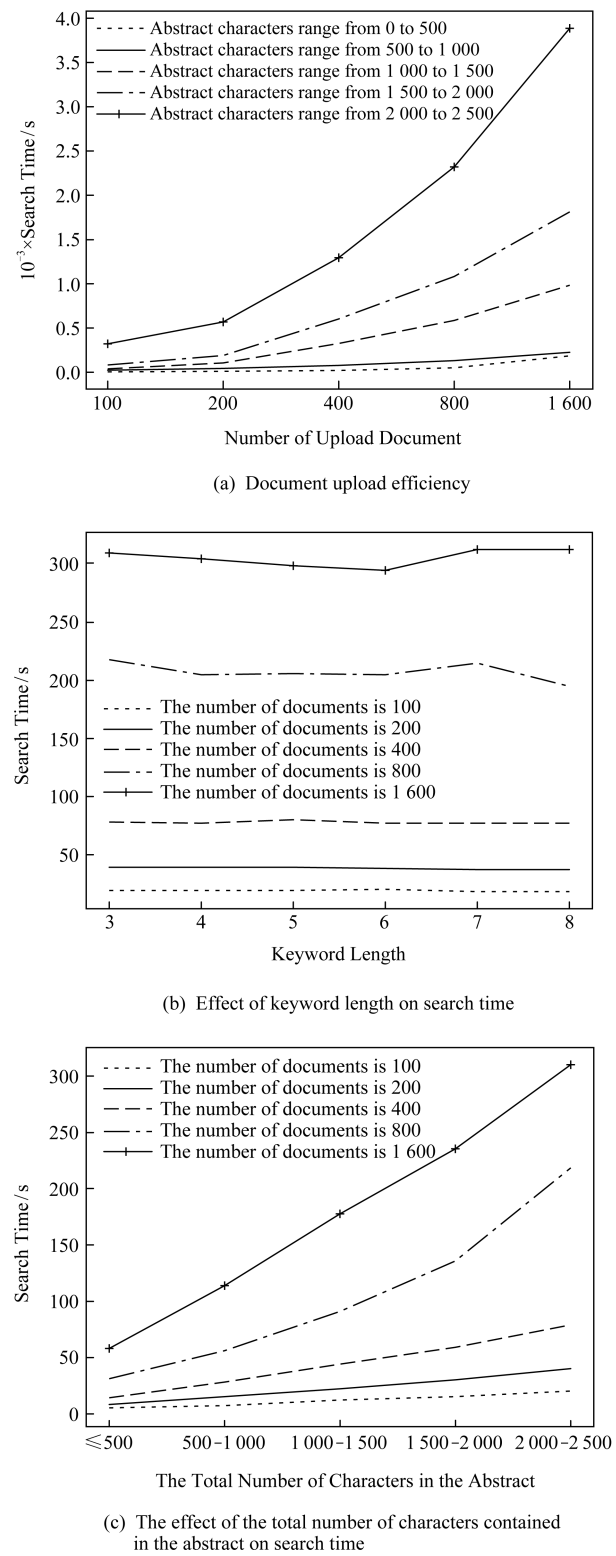 4.0
3.5
3.0
2.5
2.0
1.5
1.0
0.5
0.0
10⁻³×Search Time/s
Abstract characters range from 0 to 500
Abstract characters range from 500 to 1 000
Abstract characters range from 1 000 to 1 500
Abstract characters range from 1 500 to 2 000
Abstract characters range from 2 000 to 2 500
100 200 400 800 1 600
Number of Upload Document
(a) Document upload efficiency
300
250
200
150
100
50
Search Time/s
The number of documents is 100
The number of documents is 200
The number of documents is 400
The number of documents is 800
The number of documents is 1 600
3 4 5 6 7 8
Keyword Length
(b) Effect of keyword length on search time
300
250
200
150
100
50
0
Search Time/s
The number of documents is 100
The number of documents is 200
The number of documents is 400
The number of documents is 800
The number of documents is 1 600
⩽500 500-1 000 1 000-1 500 1 500-2 000 2 000-2 500
The Total Number of Characters in the Abstract
(c) The effect of the total number of characters contained
in the abstract on search time